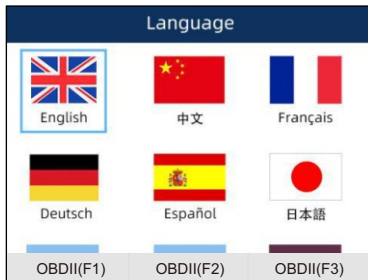 Language
English 中文 Français
Deutsch Español 日本語
OBDII(F1) OBDII(F2) OBDII(F3)